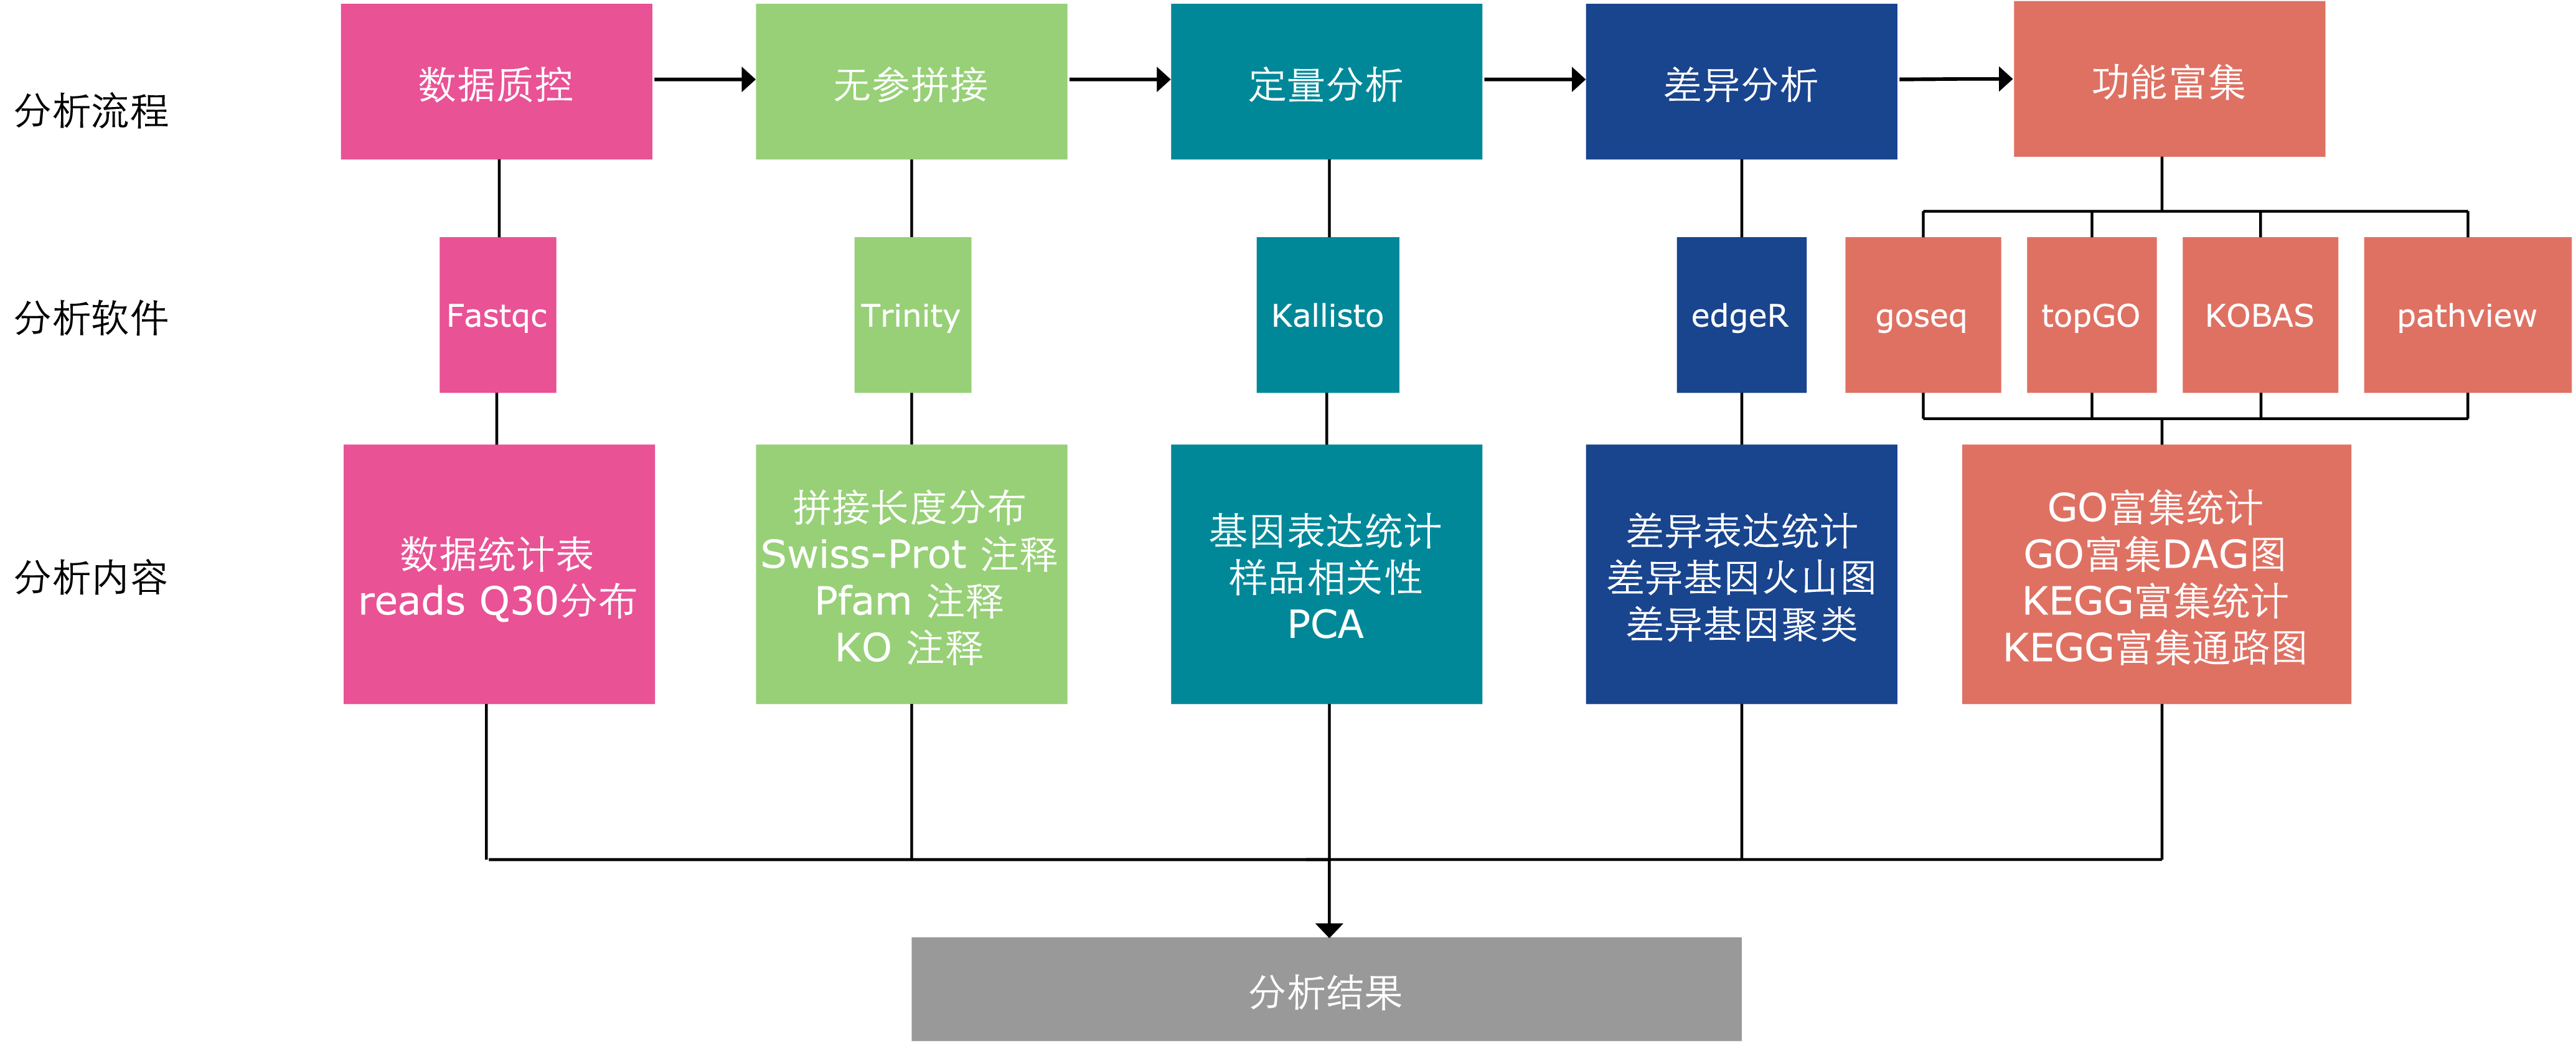 分析流程
数据质控
无参拼接
定量分析
差异分析
功能富集
分析软件
Fastqc
Trinity
Kallisto
edgeR
goseq
topGO
KOBAS
pathview
分析内容
数据统计表
reads Q30分布
拼接长度分布
Swiss-Prot 注释
Pfam 注释
KO 注释
基因表达统计
样品相关性
PCA
差异表达统计
差异基因火山图
差异基因聚类
GO富集统计
GO富集DAG图
KEGG富集统计
KEGG富集通路图
分析结果